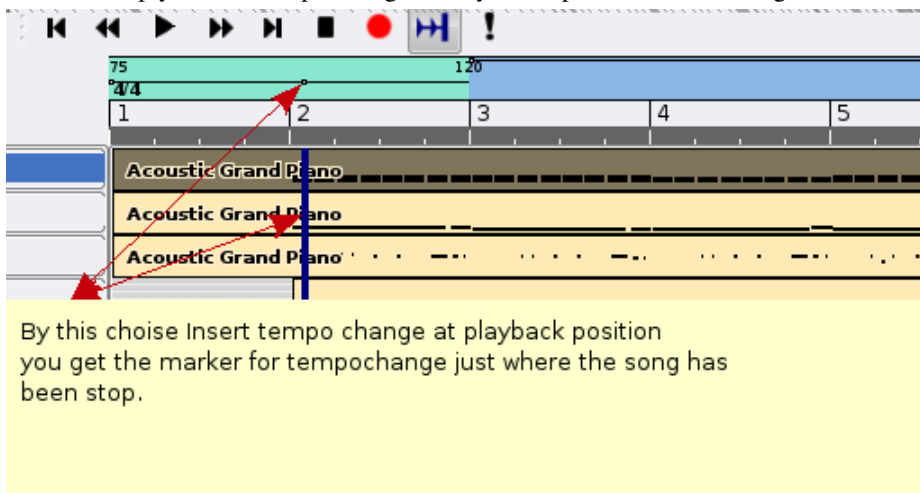 75 120
4/4
1 2 3 4 5
Acoustic Grand Piano
Acoustic Grand Piano
Acoustic Grand Piano
By this choise Insert tempo change at playback position
you get the marker for tempochange just where the song has
been stop.